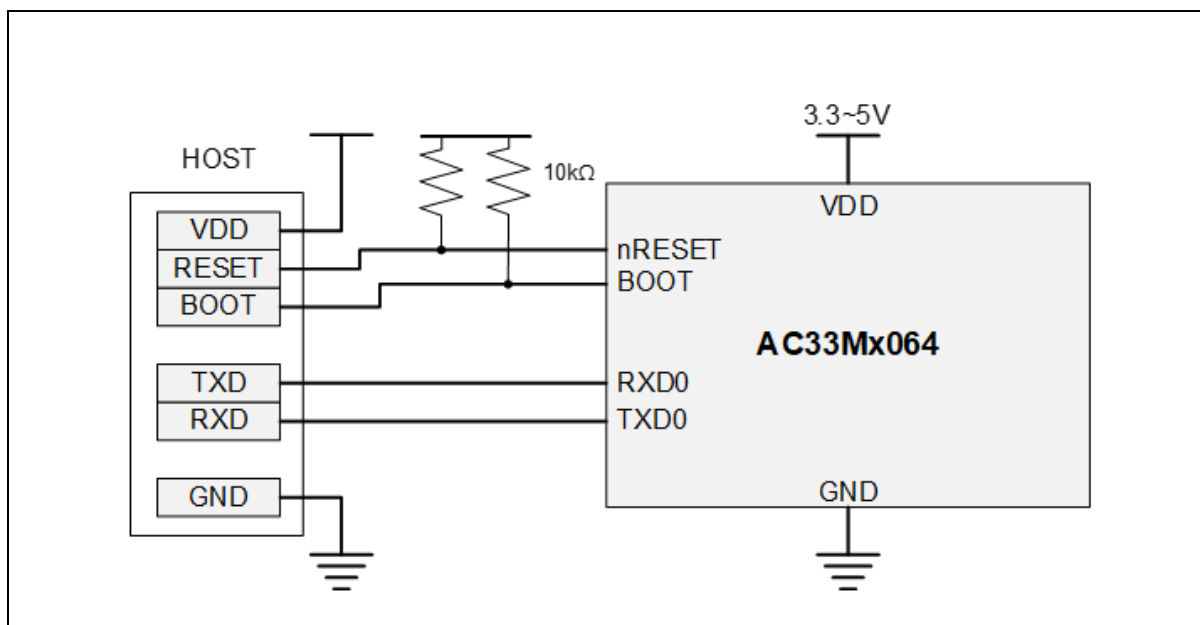 3.3~5V
HOST
10kΩ
VDD
VDD
nRESET
RESET
BOOT
BOOT
AC33Mx064
TXD
RXD0
RXD
TXD0
GND
GND